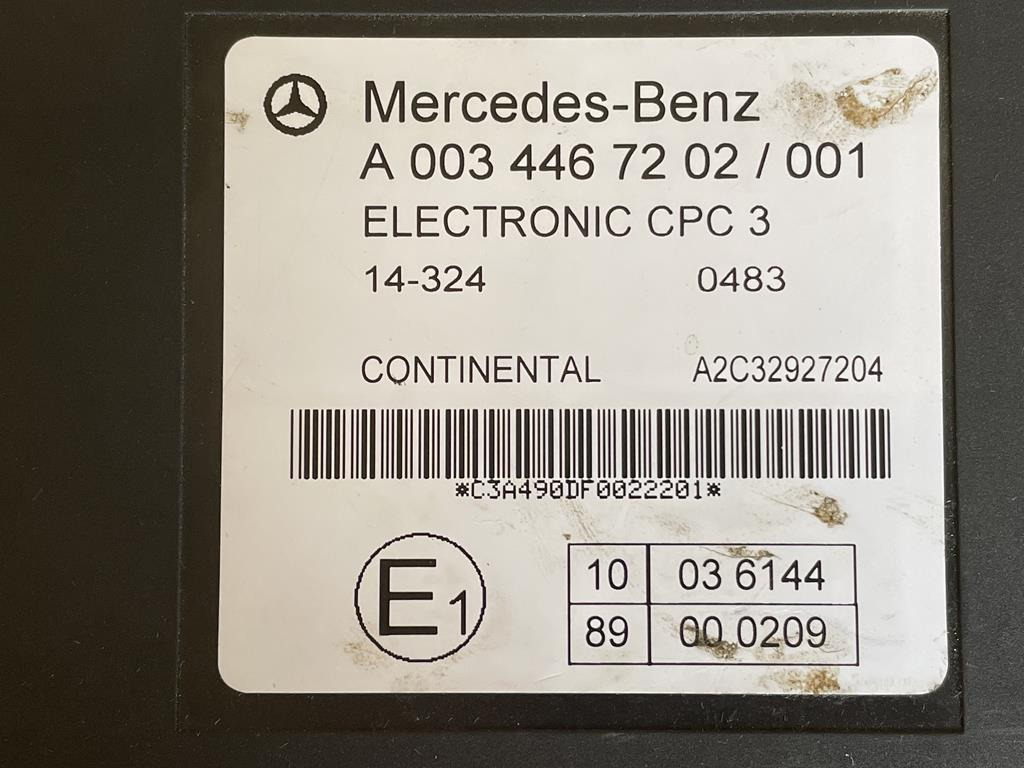 Mercedes-Benz
A 003 446 72 02 / 001
ELECTRONIC CPC 3
14-324 0483
CONTINENTAL A2C32927204
*C3A490DF0022201*
E1
10 03 6144
89 00 0209